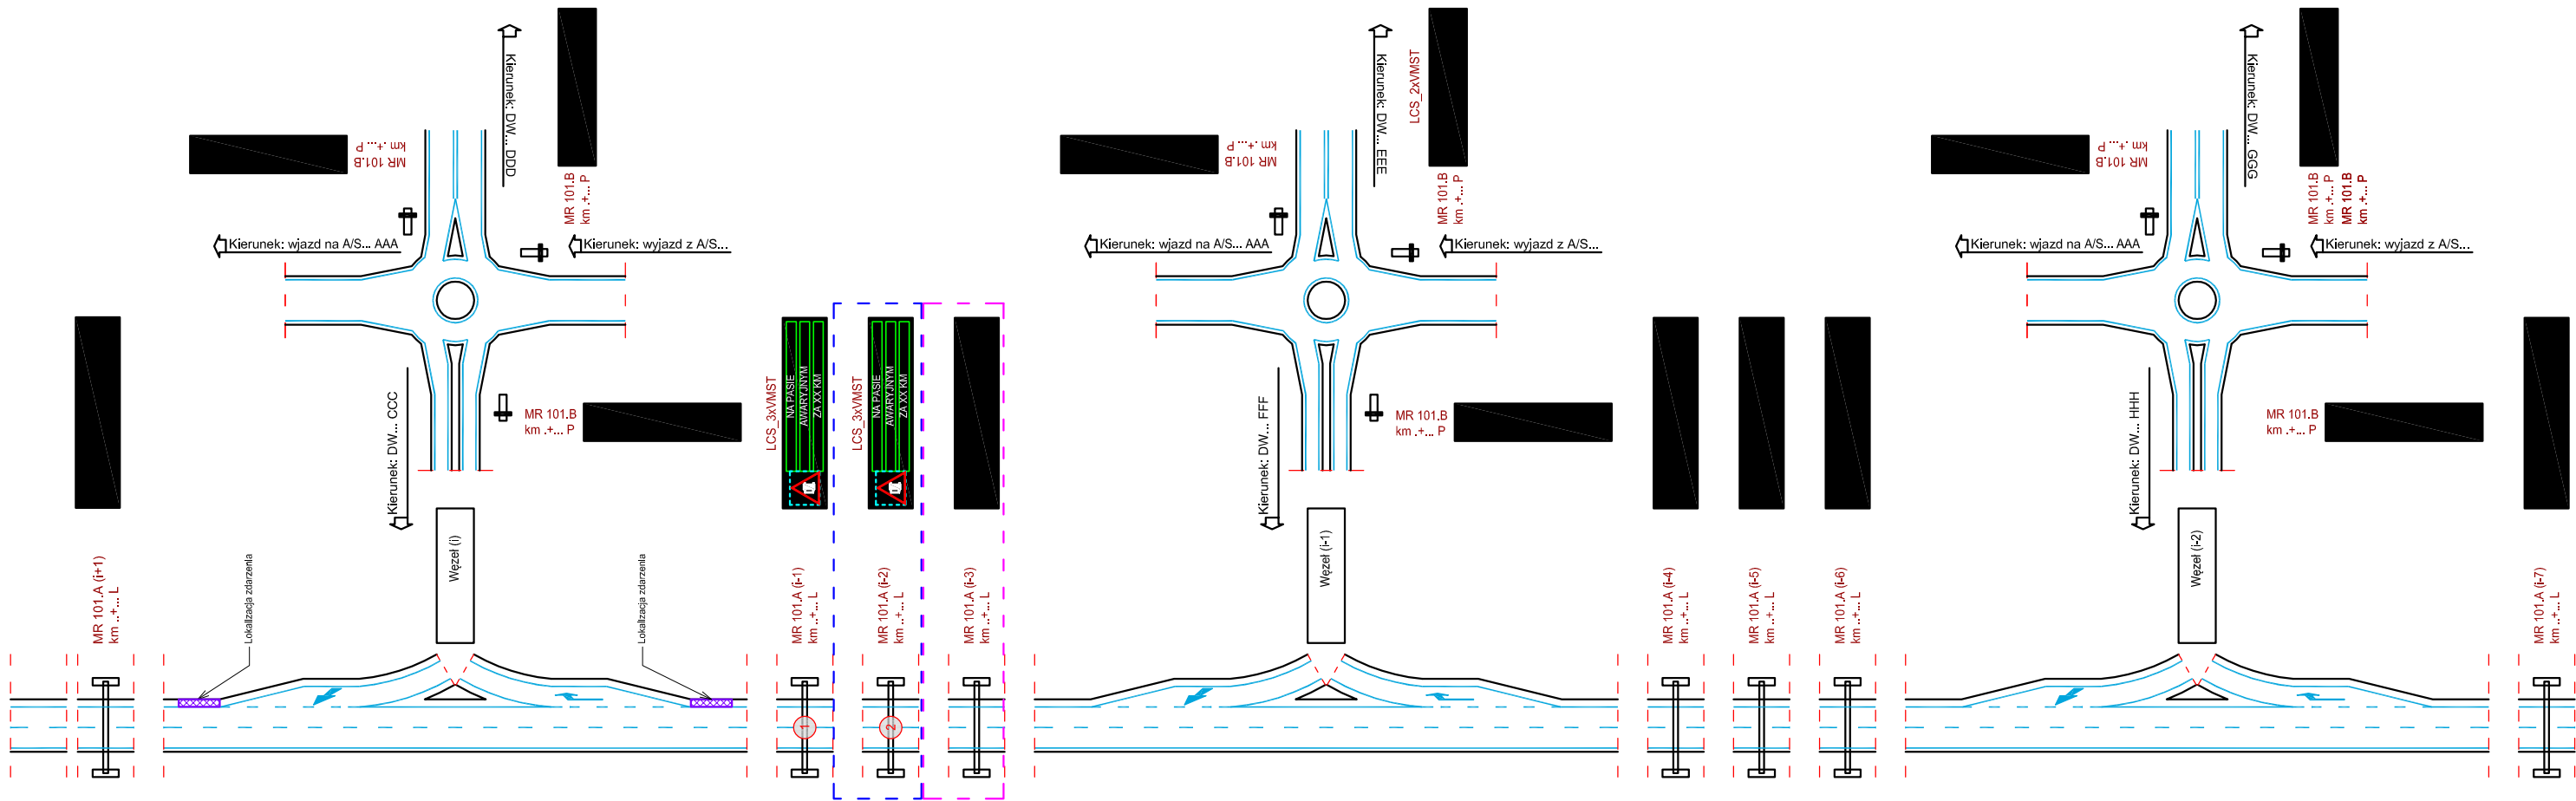 Kierunek: DW... DDD
MR 101.B
km .+... P
MR 101.B
km .+... P
Kierunek: wjazd na A/S... AAA
Kierunek: wyjazd z A/S...
Kierunek: DW... CCC
MR 101.B
km .+... P
Węzeł (i)
MR 101.A (i+1)
km ..+... L
Lokalizacja zdarzenia
Lokalizacja zdarzenia
LCS_3xVMST
NA PASIE
AWARYJNYM
ZA XX KM
MR 101.A (i-1)
km ..+... L
1
LCS_3xVMST
NA PASIE
AWARYJNYM
ZA XX KM
MR 101.A (i-2)
km ..+... L
2
MR 101.A (i-3)
km ..+... L
Kierunek: DW... EEE
LCS_2xVMST
MR 101.B
km .+... P
MR 101.B
km .+... P
Kierunek: wjazd na A/S... AAA
Kierunek: wyjazd z A/S...
Kierunek: DW... FFF
MR 101.B
km .+... P
Węzeł (i-1)
MR 101.A (i-4)
km ..+... L
MR 101.A (i-5)
km ..+... L
MR 101.A (i-6)
km ..+... L
Kierunek: DW... GGG
MR 101.B
km .+... P
MR 101.B
km .+... P
MR 101.B
km .+... P
Kierunek: wjazd na A/S... AAA
Kierunek: wyjazd z A/S...
Kierunek: DW... HHH
MR 101.B
km .+... P
Węzeł (i-2)
MR 101.A (i-7)
km ..+... L